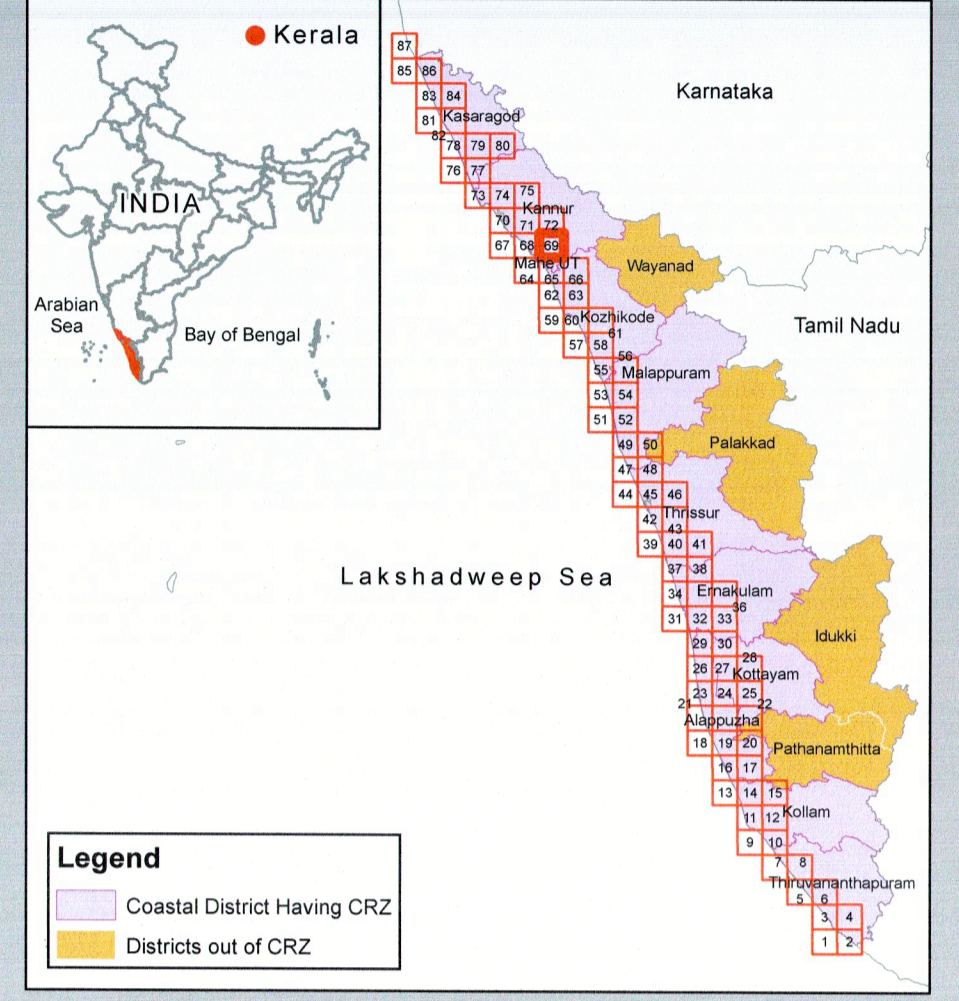 Kerala
INDIA
Arabian
Sea
Bay of Bengal
Karnataka
87
85 86
83 84
81
Kasaragod
82
78 79 80
76 77
73 74 75
Kannur
70 71 72
67 68 69
Mahe UT
64 65 66
Wayanad
62 63
59 60 Kozhikode
61
Tamil Nadu
57 58
56
55 Malappuram
53 54
51 52
49 50 Palakkad
47 48
44 45 46
Thrissur
42 43
39 40 41
37 38
Lakshadweep Sea
34 Ernakulam
36
31 32 33
Idukki
29 30
28
26 27 Kottayam
23 24 25
21 22
Alappuzha
18 19 20
Pathanamthitta
16 17
13 14 15
Kollam
11 12
9 10
7 8
Thiruvananthapuram
5 6
3 4
1 2
Legend
Coastal District Having CRZ
Districts out of CRZ